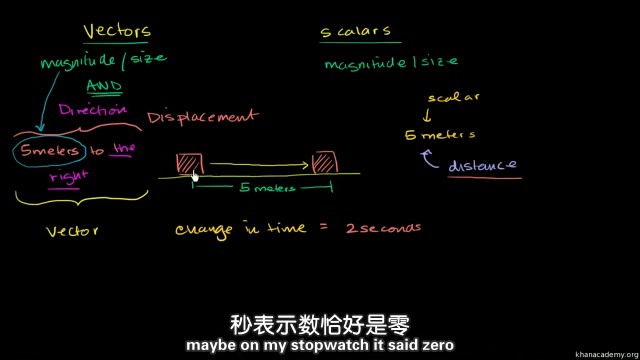 Vectors
magnitude/size
AND
Direction
5meters to the
right
Vector
Displacement
5 meters
change in time = 2 seconds
scalars
magnitude/size
scalar
5 meters
distance
秒表示数恰好是零
maybe on my stopwatch it said zero
khanacademy.org